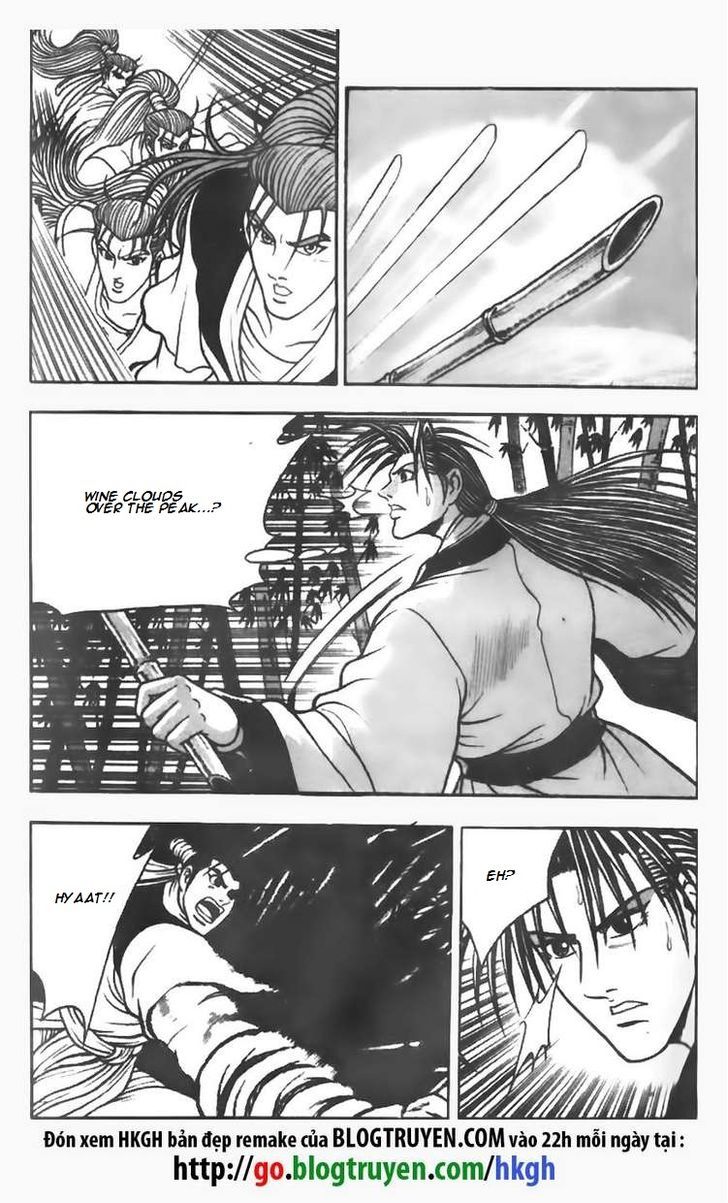 WINE CLOUDS
OVER THE PEAK...?
HYAAT!!
EH?
Đón xem HKGH bản đẹp remake của BLOGTRUYEN.COM vào 22h mỗi ngày tại :
http://go.blogtruyen.com/hkgh